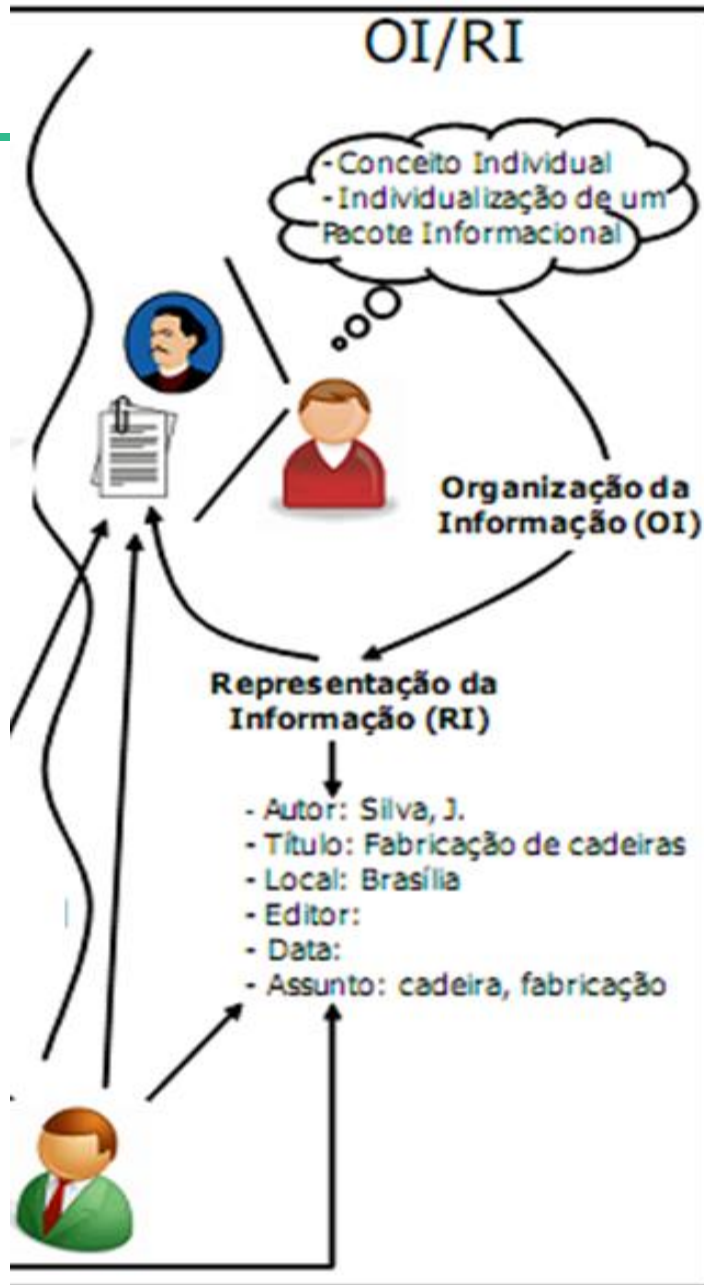 OI/RI
- Conceito Individual
- Individualização de um
Pacote Informacional
Organização da
Informação (OI)
Representação da
Informação (RI)
- Autor: Silva, J.
- Título: Fabricação de cadeiras
- Local: Brasília
- Editor:
- Data:
- Assunto: cadeira, fabricação